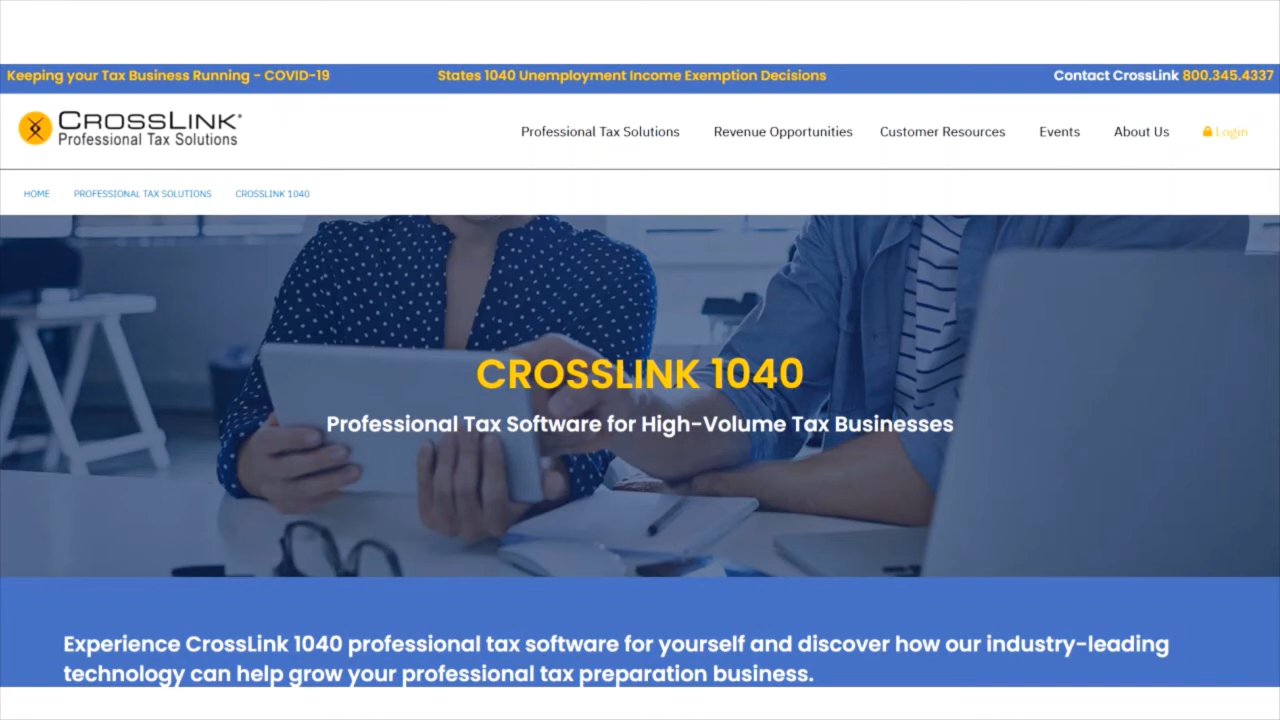 Keeping your Tax Business Running - COVID-19
States 1040 Unemployment Income Exemption Decisions
Contact CrossLink 800.345.4337
CROSSLINK®
Professional Tax Solutions
Professional Tax Solutions
Revenue Opportunities
Customer Resources
Events
About Us
Login
HOME
PROFESSIONAL TAX SOLUTIONS
CROSSLINK 1040
CROSSLINK 1040
Professional Tax Software for High-Volume Tax Businesses
Experience CrossLink 1040 professional tax software for yourself and discover how our industry-leading
technology can help grow your professional tax preparation business.